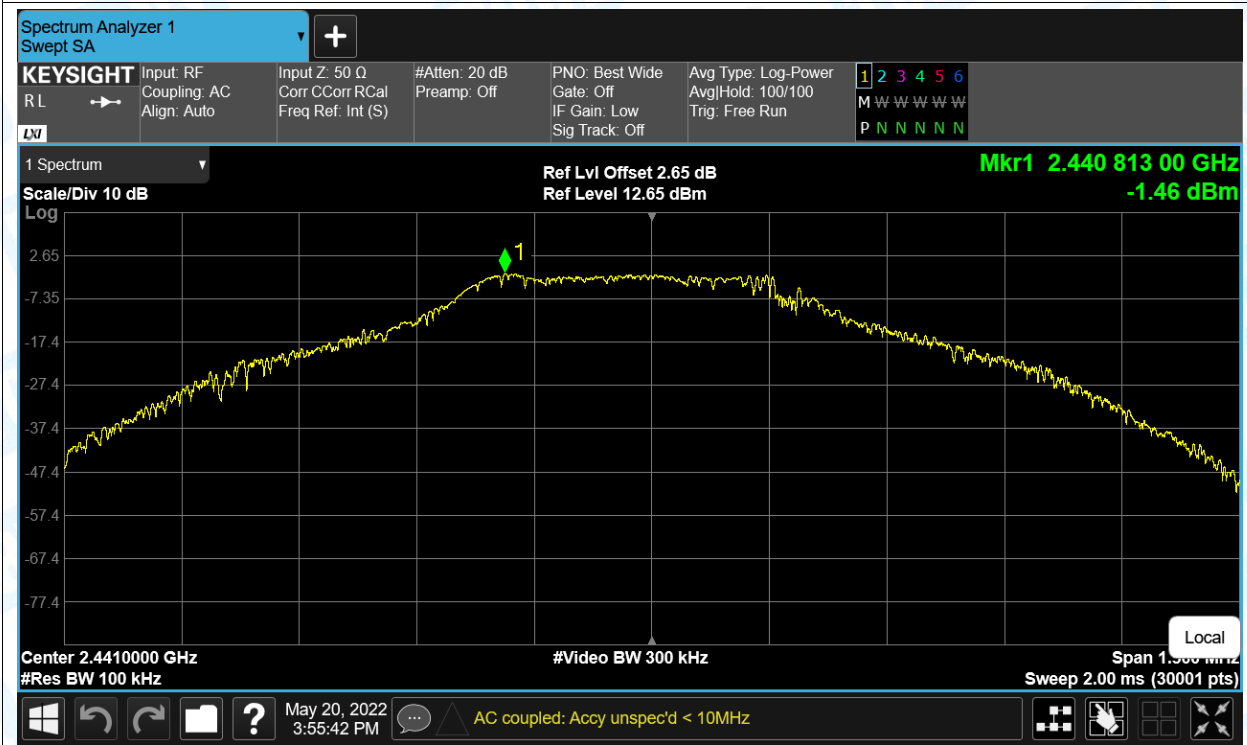 Spectrum Analyzer 1
Swept SA
+
KEYSIGHT
R L
LXI
Input: RF
Coupling: AC
Align: Auto
Input Z: 50 Ω
Corr CCorr RCal
Freq Ref: Int (S)
#Atten: 20 dB
Preamp: Off
PNO: Best Wide
Gate: Off
IF Gain: Low
Sig Track: Off
Avg Type: Log-Power
Avg|Hold: 100/100
Trig: Free Run
1 2 3 4 5 6
M W W W W W
P N N N N N
1 Spectrum
Scale/Div 10 dB
Log
Ref Lvl Offset 2.65 dB
Ref Level 12.65 dBm
Mkr1 2.440 813 00 GHz
-1.46 dBm
1
2.65
-7.35
-17.4
-27.4
-37.4
-47.4
-57.4
-67.4
-77.4
Local
Center 2.4410000 GHz
#Video BW 300 kHz
Span
#Res BW 100 kHz
Sweep 2.00 ms (30001 pts)
?
May 20, 2022
3:55:42 PM
AC coupled: Accy unspec'd < 10MHz